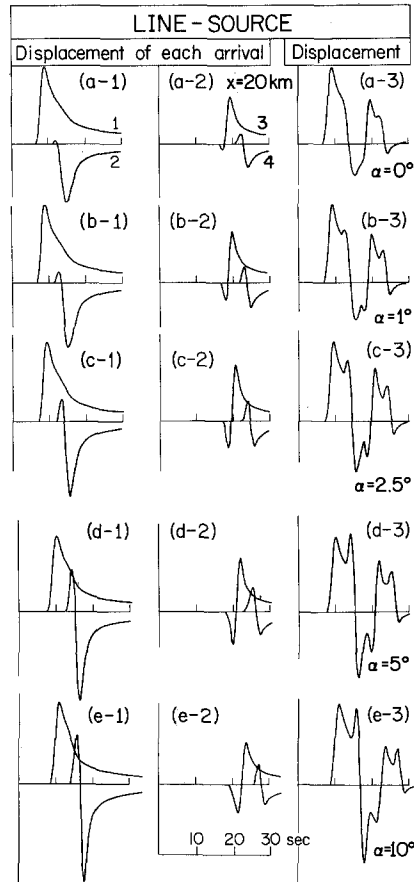 LINE-SOURCE
Displacement of each arrival
Displacement
(a-1)
(a-2) x=20km
(a-3)
1
2
3
4
α=0°
(b-1)
(b-2)
(b-3)
α=1°
(c-1)
(c-2)
(c-3)
α=2.5°
(d-1)
(d-2)
(d-3)
α=5°
(e-1)
(e-2)
(e-3)
10 20 30 sec
α=10°